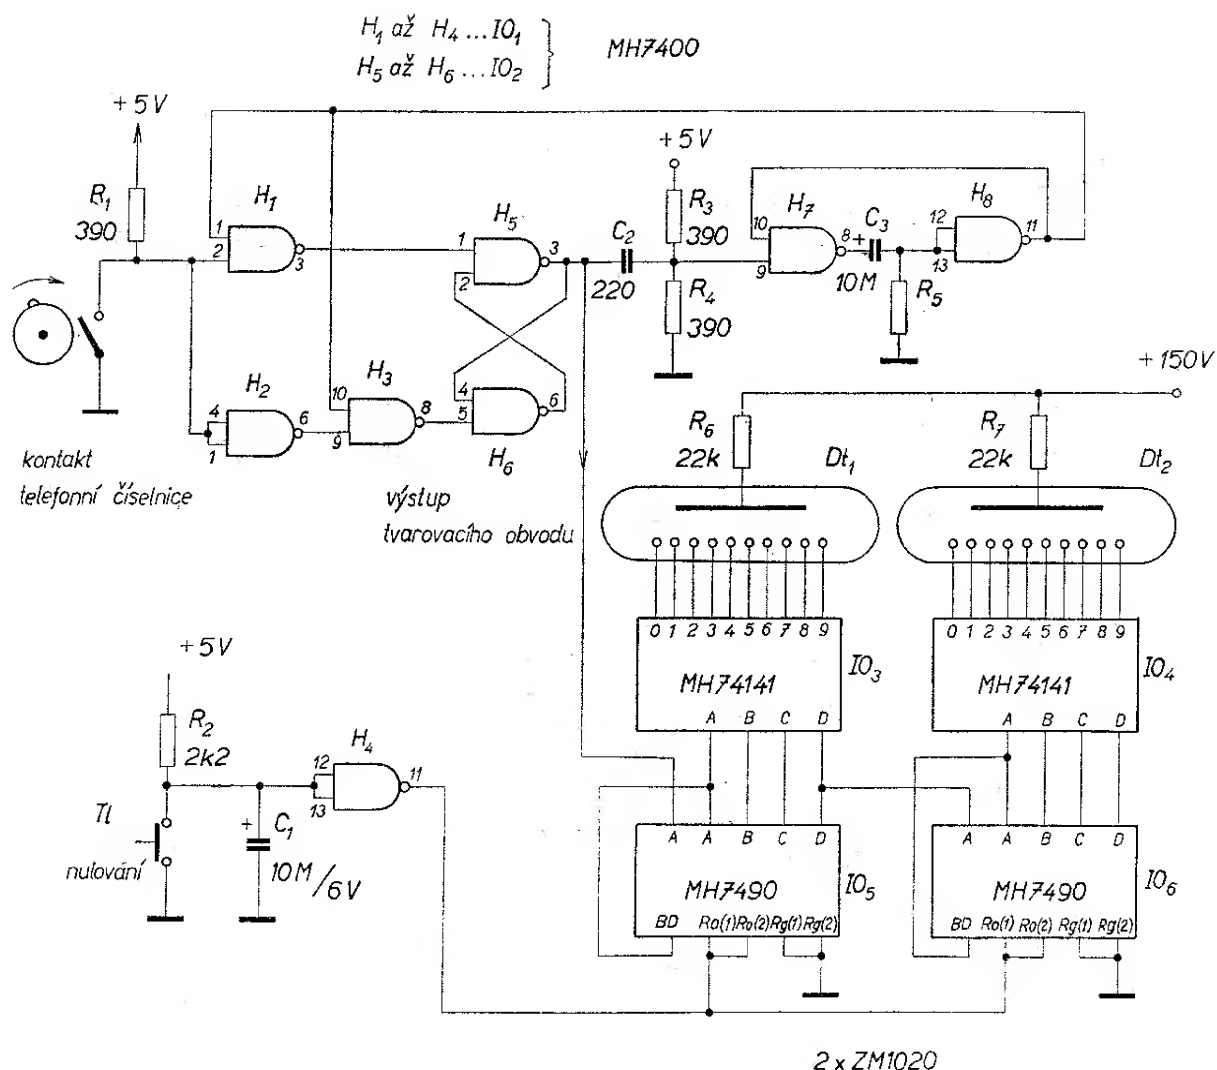 H1 až H4 ... IO1
H5 až H6 ... IO2
MH7400
+5V
R1
390
1
2
H1
3
H5
1
2
3
C2
220
+5V
R3
390
R4
390
10
9
H7
8
+
C3
10M
R5
12
13
H8
11
H2
4
1
6
H3
10
9
8
4
5
6
H6
kontakt
telefonní číselnice
výstup
tvarovacího obvodu
+150V
R6
22k
Dt1
R7
22k
Dt2
0 1 2 3 4 5 6 7 8 9
MH74141
A B C D
IO3
0 1 2 3 4 5 6 7 8 9
MH74141
A B C D
IO4
+5V
R2
2k2
H4
12
13
11
Tl
nulování
+
C1
10M/6V
A A B C D
MH7490
BD Ro(1) Ro(2) Rg(1) Rg(2)
IO5
A A B C D
MH7490
BD Ro(1) Ro(2) Rg(1) Rg(2)
IO6
2 x ZM1020